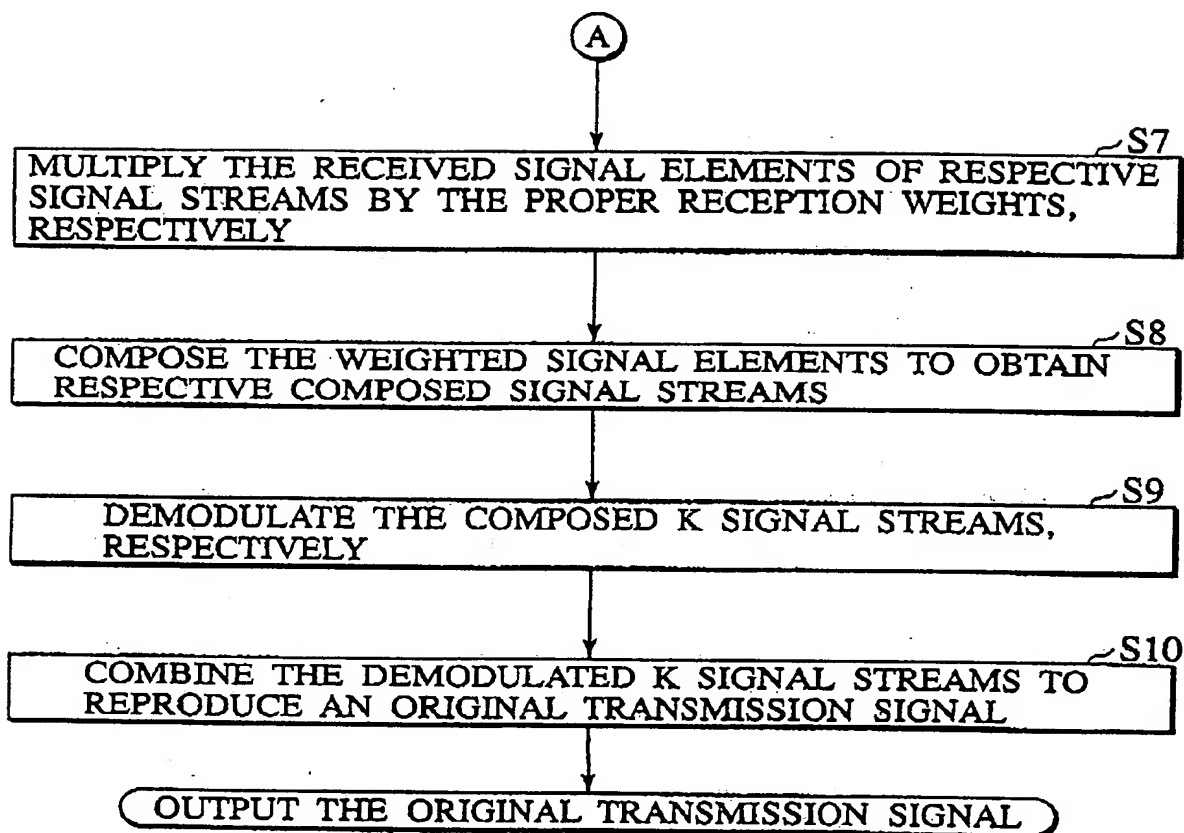 A
S7
MULTIPLY THE RECEIVED SIGNAL ELEMENTS OF RESPECTIVE
SIGNAL STREAMS BY THE PROPER RECEPTION WEIGHTS,
RESPECTIVELY
S8
COMPOSE THE WEIGHTED SIGNAL ELEMENTS TO OBTAIN
RESPECTIVE COMPOSED SIGNAL STREAMS
S9
DEMODULATE THE COMPOSED K SIGNAL STREAMS,
RESPECTIVELY
S10
COMBINE THE DEMODULATED K SIGNAL STREAMS TO
REPRODUCE AN ORIGINAL TRANSMISSION SIGNAL
OUTPUT THE ORIGINAL TRANSMISSION SIGNAL